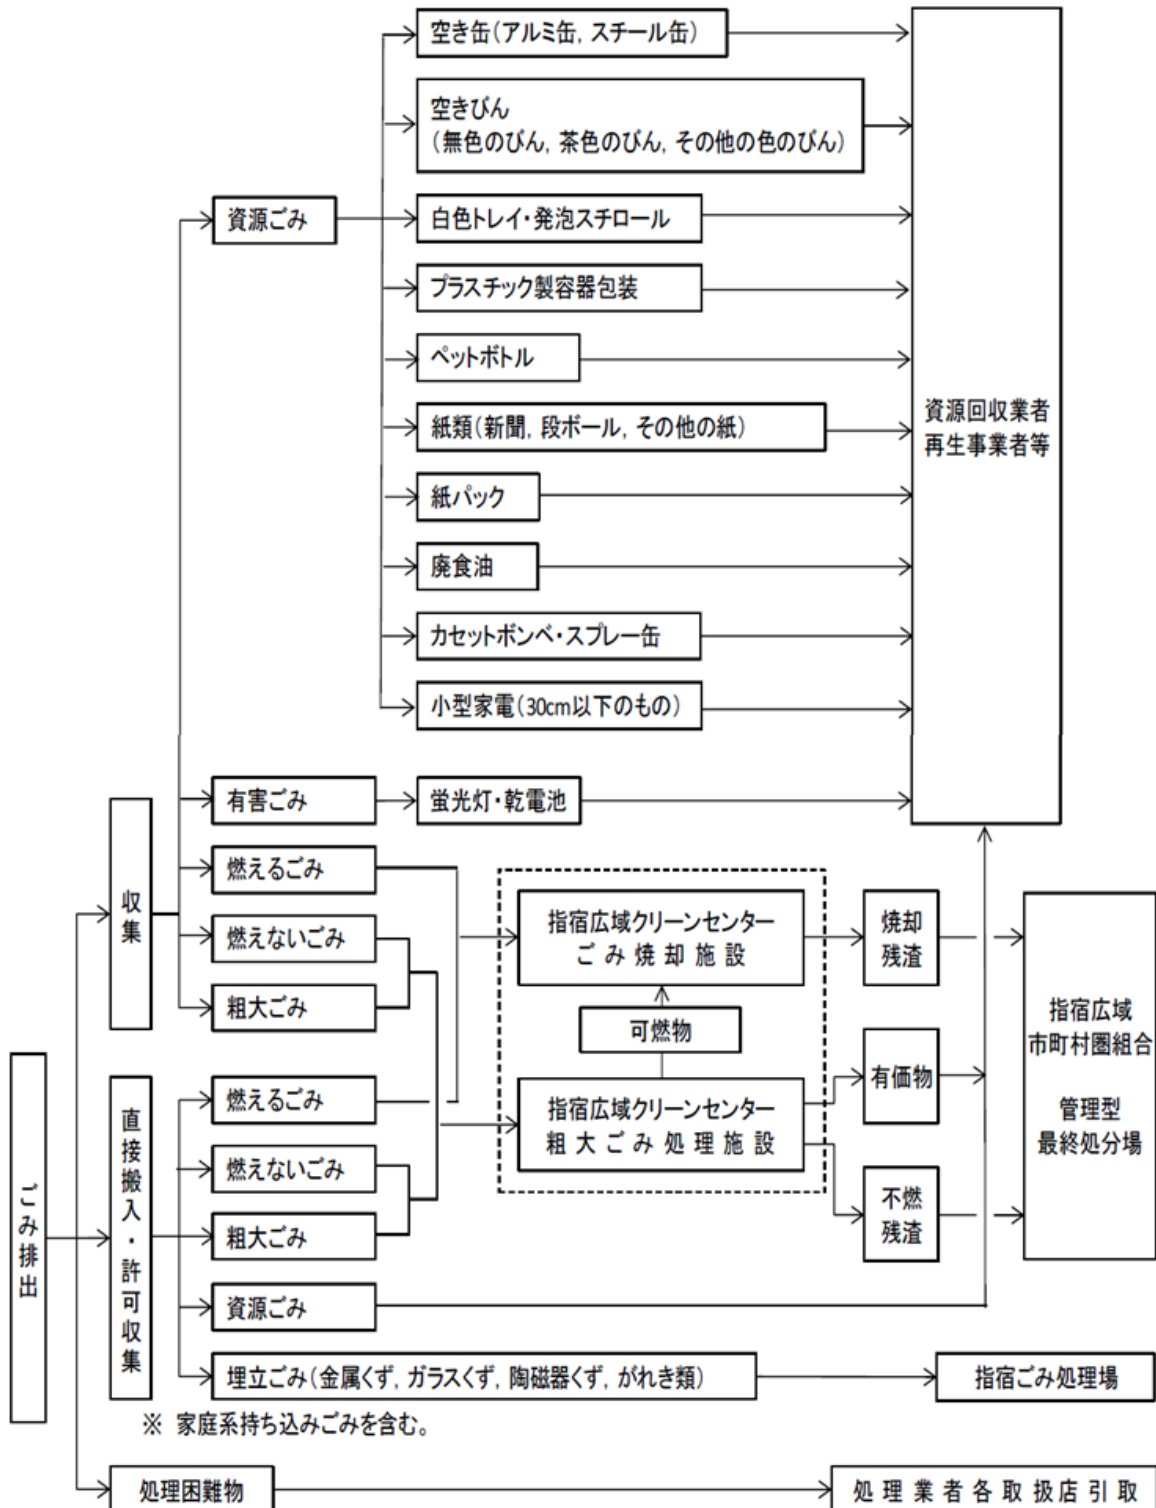 空き缶(アルミ缶, スチール缶)
空きびん
(無色のびん, 茶色のびん, その他の色のびん)
資源ごみ
白色トレイ・発泡スチロール
プラスチック製容器包装
ペットボトル
紙類(新聞, 段ボール, その他の紙)
紙パック
廃食油
カセットボンベ・スプレー缶
小型家電(30cm以下のもの)
資源回収業者
再生事業者等
有害ごみ
蛍光灯・乾電池
収集
燃えるごみ
燃えないごみ
粗大ごみ
指宿広域クリーンセンター
ごみ焼却施設
焼却
残渣
可燃物
指宿広域
市町村圏組合
管理型
最終処分場
ごみ排出
直接搬入・許可収集
燃えるごみ
燃えないごみ
粗大ごみ
指宿広域クリーンセンター
粗大ごみ処理施設
有価物
不燃
残渣
資源ごみ
埋立ごみ(金属くず, ガラスくず, 陶磁器くず, がれき類)
指宿ごみ処理場
※ 家庭系持ち込みごみを含む。
処理困難物
処理業者各取扱店引取